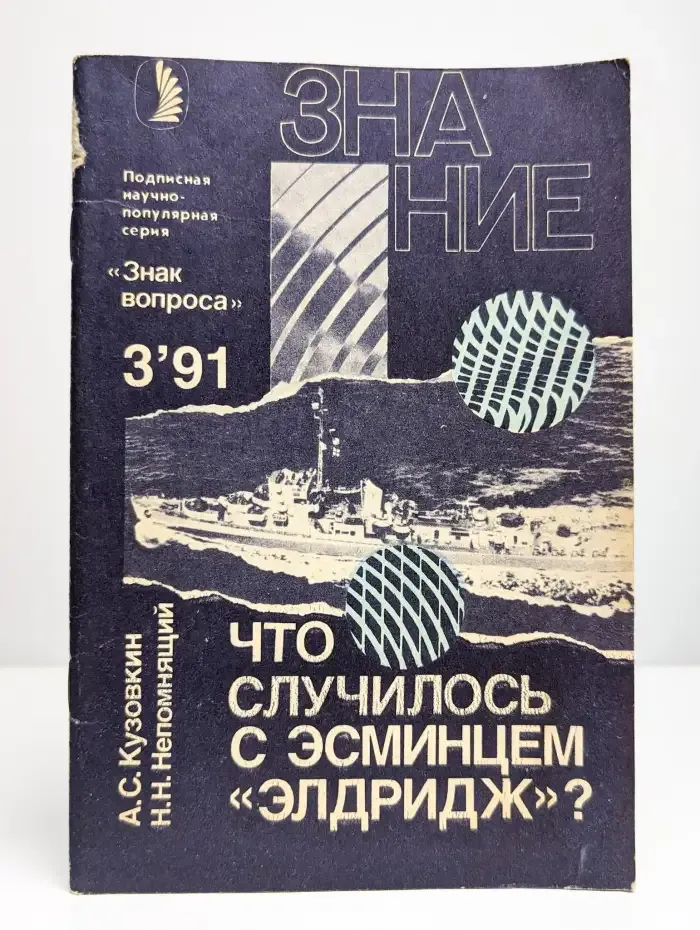 ЗНА
НИЕ
Подписная
научно-
популярная
серия
«Знак
вопроса»
3’91
А.С. Кузовкин
Н.Н. Непомнящий
ЧТО
СЛУЧИЛОСЬ
С ЭСМИНЦЕМ
«ЭЛДРИДЖ»?